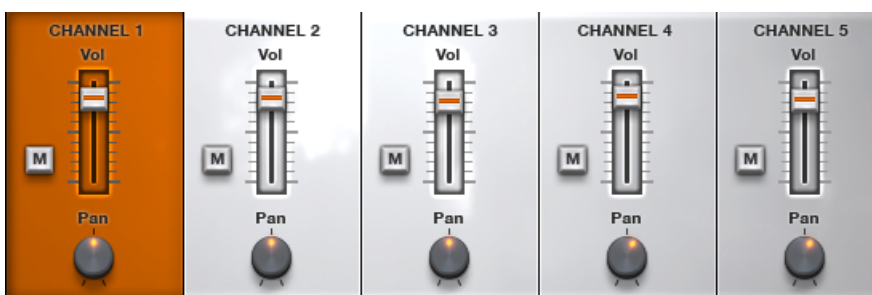 CHANNEL 1 CHANNEL 2 CHANNEL 3 CHANNEL 4 CHANNEL 5
Vol Vol Vol Vol Vol
M M M M M
Pan Pan Pan Pan Pan